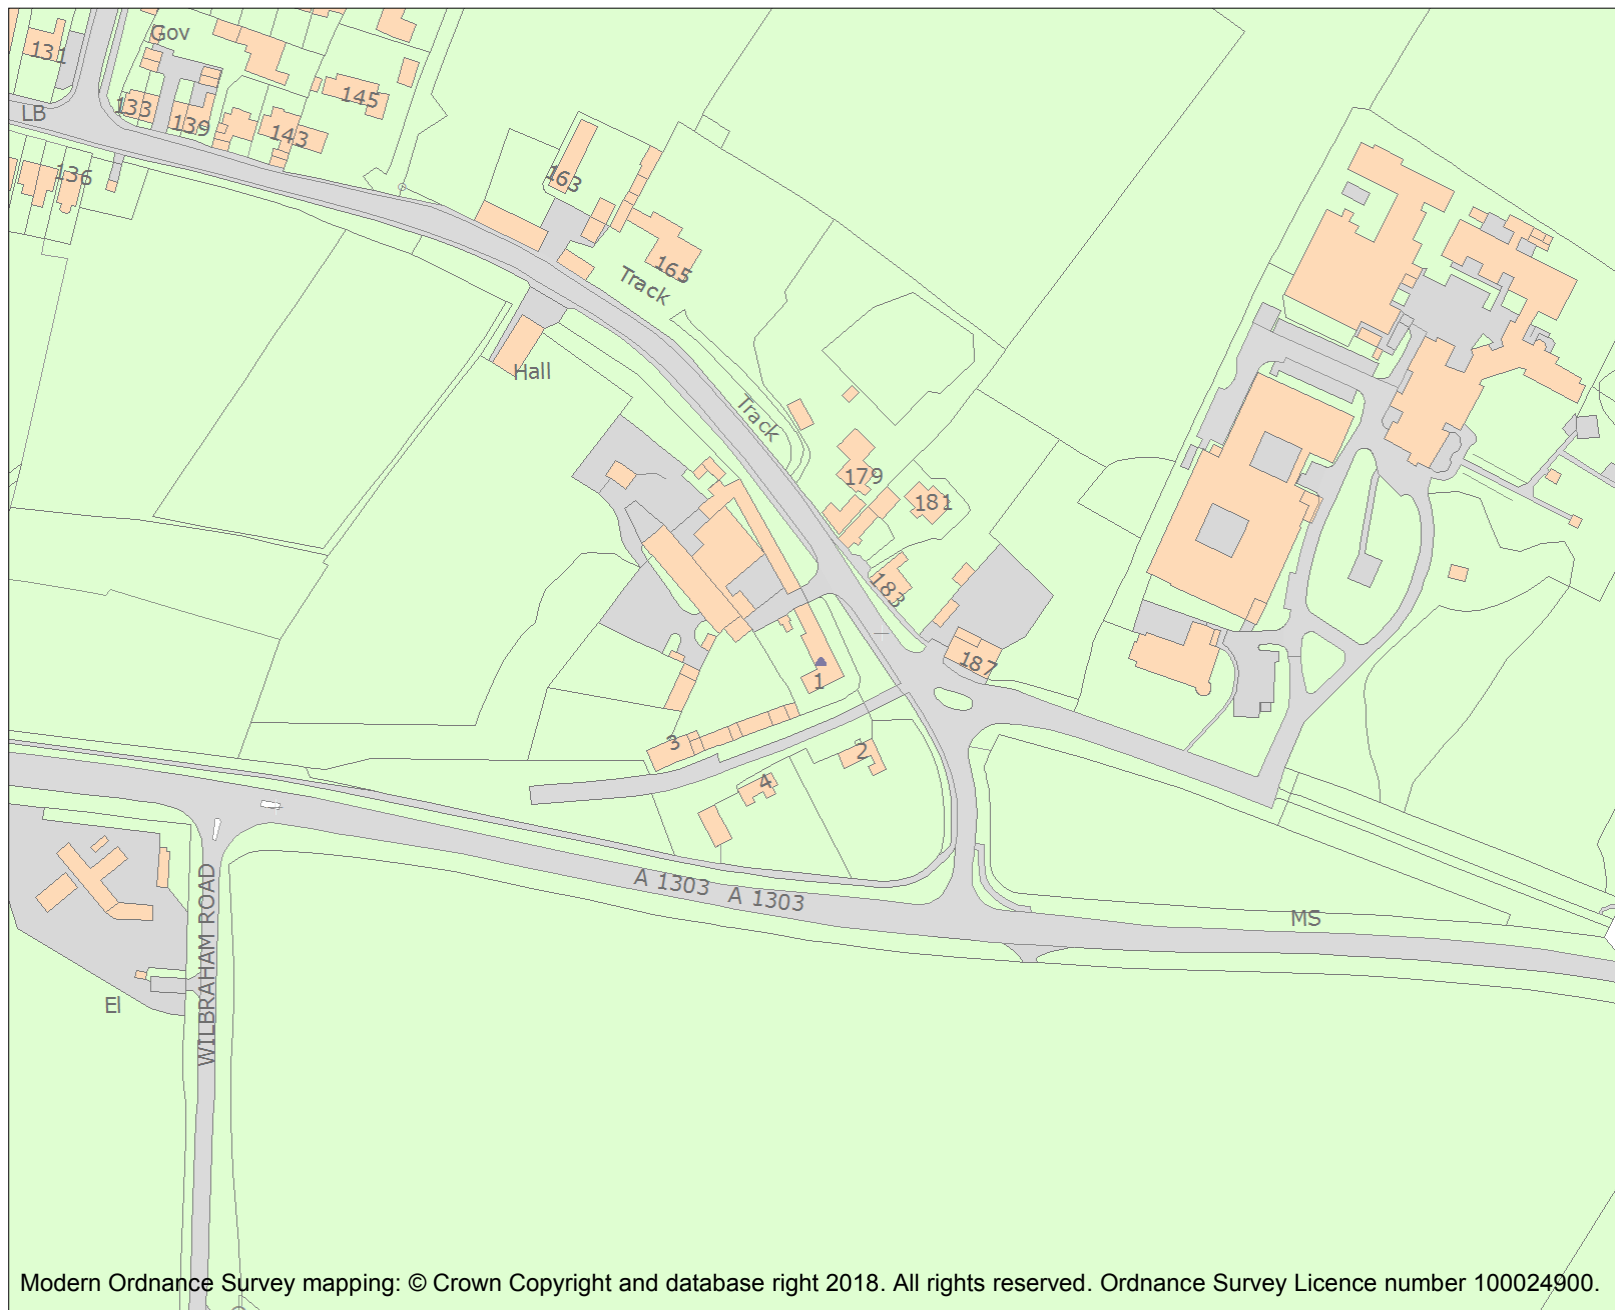 Gov
131
145
133
LB
139
143
136
163
165
Track
Hall
Track
179
181
183
187
1
3
2
4
A 1303 A 1303
WILBRAHAM ROAD
MS
El
Modern Ordnance Survey mapping: © Crown Copyright and database right 2018. All rights reserved. Ordnance Survey Licence number 100024900.